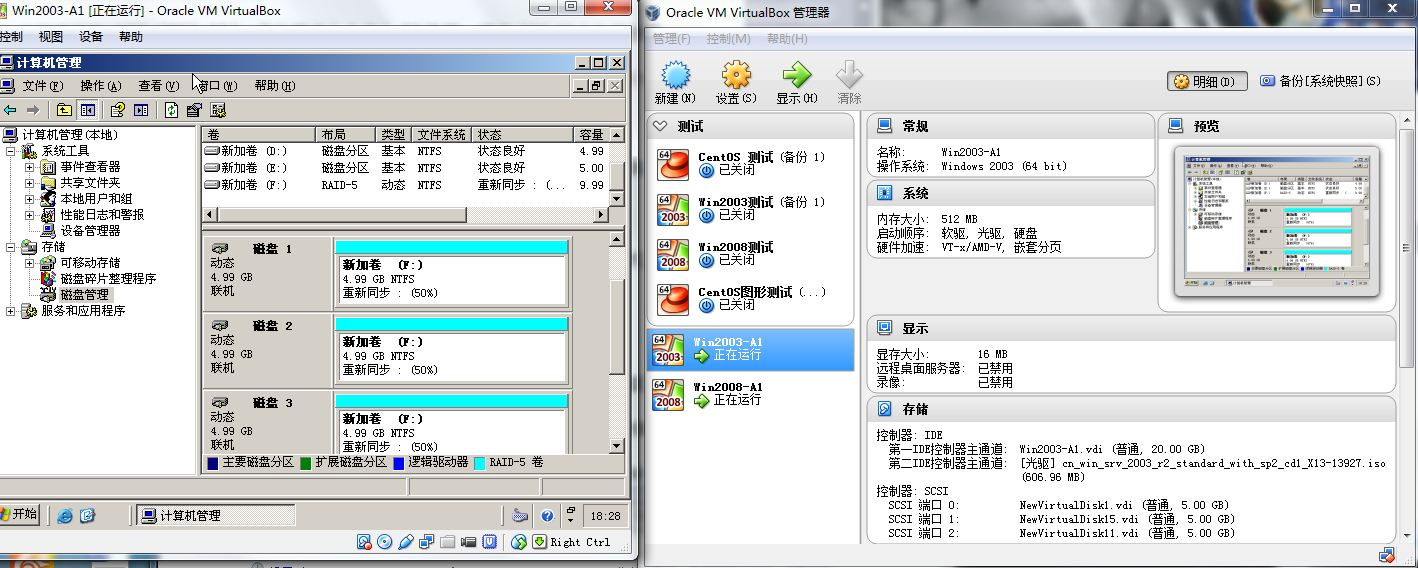 Win2003-A1 [正在运行] - Oracle VM VirtualBox
控制 视图 设备 帮助
计算机管理
文件(F) 操作(A) 查看(V) 窗口(W) 帮助(H)
计算机管理(本地)
系统工具
事件查看器
共享文件夹
本地用户和组
性能日志和警报
设备管理器
存储
可移动存储
磁盘碎片整理程序
磁盘管理
服务和应用程序
卷 布局 类型 文件系统 状态 容量
新加卷 (D:) 磁盘分区 基本 NTFS 状态良好 4.99
新加卷 (E:) 磁盘分区 基本 NTFS 状态良好 5.00
新加卷 (F:) RAID-5 动态 NTFS 重新同步 : (... 9.99
磁盘 1
动态
4.99 GB
联机
新加卷 (F:)
4.99 GB NTFS
重新同步 : (50%)
磁盘 2
动态
4.99 GB
联机
新加卷 (F:)
4.99 GB NTFS
重新同步 : (50%)
磁盘 3
动态
4.99 GB
联机
新加卷 (F:)
4.99 GB NTFS
重新同步 : (50%)
主要磁盘分区 扩展磁盘分区 逻辑驱动器 RAID-5 卷
开始 计算机管理 18:28
Right Ctrl
Oracle VM VirtualBox 管理器
管理(F) 控制(M) 帮助(H)
新建(N) 设置(S) 显示(H) 清除
明细(D) 备份[系统快照](S)
测试
64
CentOS 测试 (备份 1)
已关闭
64
2003
Win2003测试 (备份 1)
已关闭
64
2008
Win2008测试
已关闭
64
CentOS图形测试 (...)
已关闭
64
2003
Win2003-A1
正在运行
64
2008
Win2008-A1
正在运行
常规
名称: Win2003-A1
操作系统: Windows 2003 (64 bit)
系统
内存大小: 512 MB
启动顺序: 软驱, 光驱, 硬盘
硬件加速: VT-x/AMD-V, 嵌套分页
预览
显示
显存大小: 16 MB
远程桌面服务器: 已禁用
录像: 已禁用
存储
控制器: IDE
第一IDE控制器主通道: Win2003-A1.vdi (普通, 20.00 GB)
第二IDE控制器主通道: [光驱] cn_win_srv_2003_r2_standard_with_sp2_cd1_X13-13927.iso
(606.96 MB)
控制器: SCSI
SCSI 端口 0: NewVirtualDisk1.vdi (普通, 5.00 GB)
SCSI 端口 1: NewVirtualDisk15.vdi (普通, 5.00 GB)
SCSI 端口 2: NewVirtualDisk11.vdi (普通, 5.00 GB)